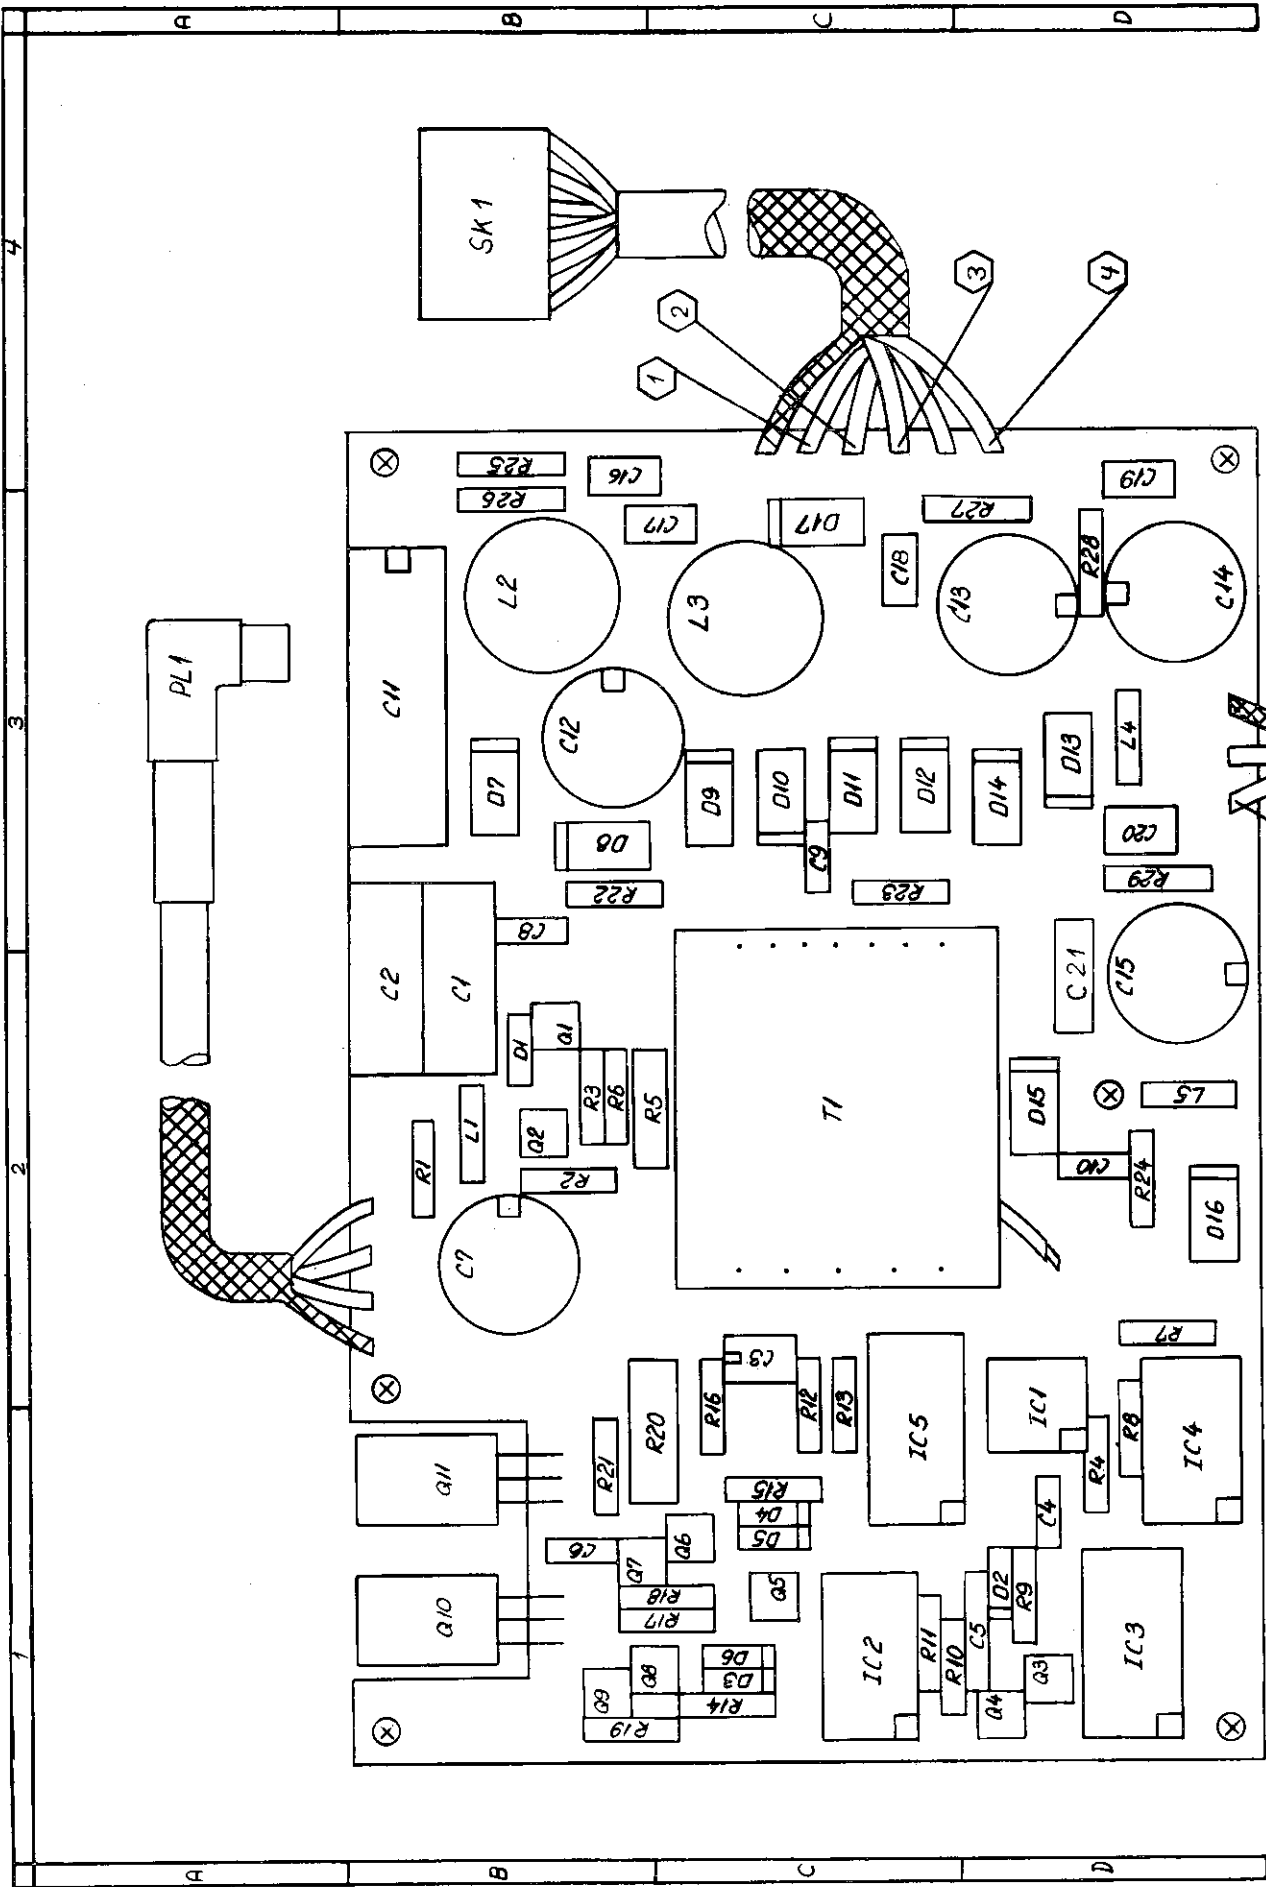 A
B
C
D
4
3
2
1
SK1
1
2
3
4
PL1
R25
R26
C16
C17
L2
L3
D17
C18
R27
C19
R28
C13
C14
C11
C12
D7
D8
D9
D10
C9
D11
D12
D14
D13
L4
C20
R22
R23
R29
C2
C1
C8
D1
Q1
R3
R6
R5
C21
C15
T1
R1
L1
Q2
R2
C7
D15
L5
C10
R24
D16
R7
Q11
R21
R20
R16
C3
R12
R13
IC5
IC1
R4
R8
IC4
R15
D4
D5
C4
C6
Q7
Q6
R18
R17
Q5
Q10
D2
R9
IC2
R11
R10
C5
Q3
Q4
IC3
Q8
Q9
D6
D3
R14
R19
A
B
C
D